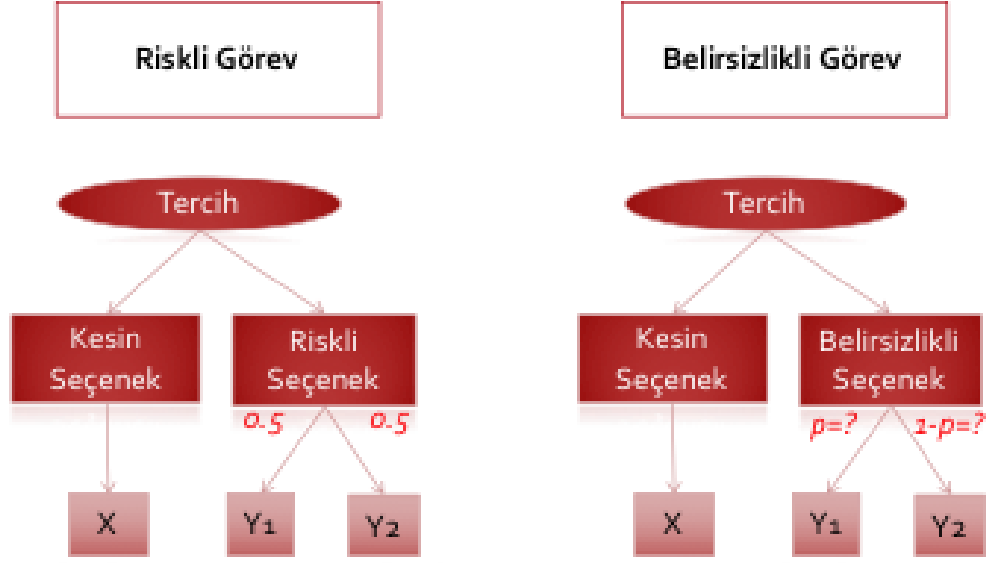 Riskli Görev
Tercih
Kesin
Seçenek
Riskli
Seçenek
0.5
0.5
X
Y1
Y2
Belirsizlikli Görev
Tercih
Kesin
Seçenek
Belirsizlikli
Seçenek
p=?
1-p=?
X
Y1
Y2